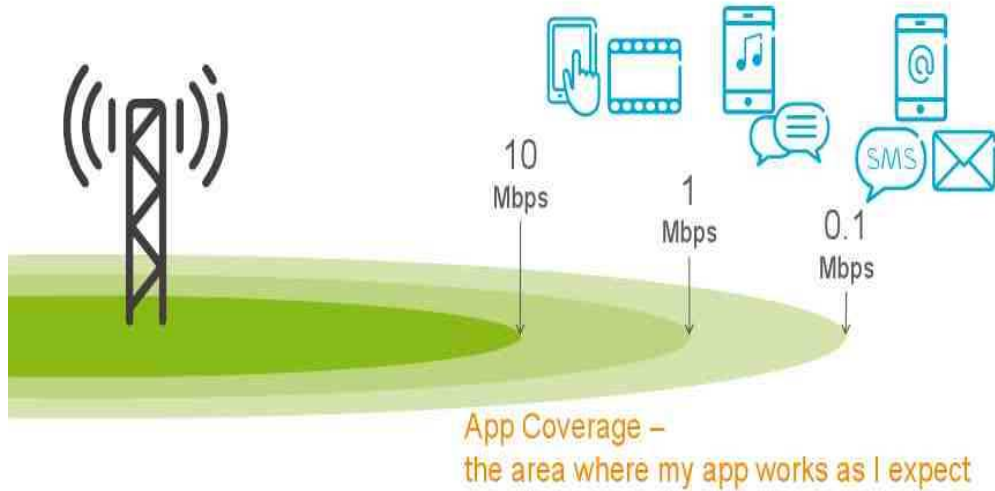 10
Mbps
1
Mbps
0.1
Mbps
@
SMS
App Coverage –
the area where my app works as I expect